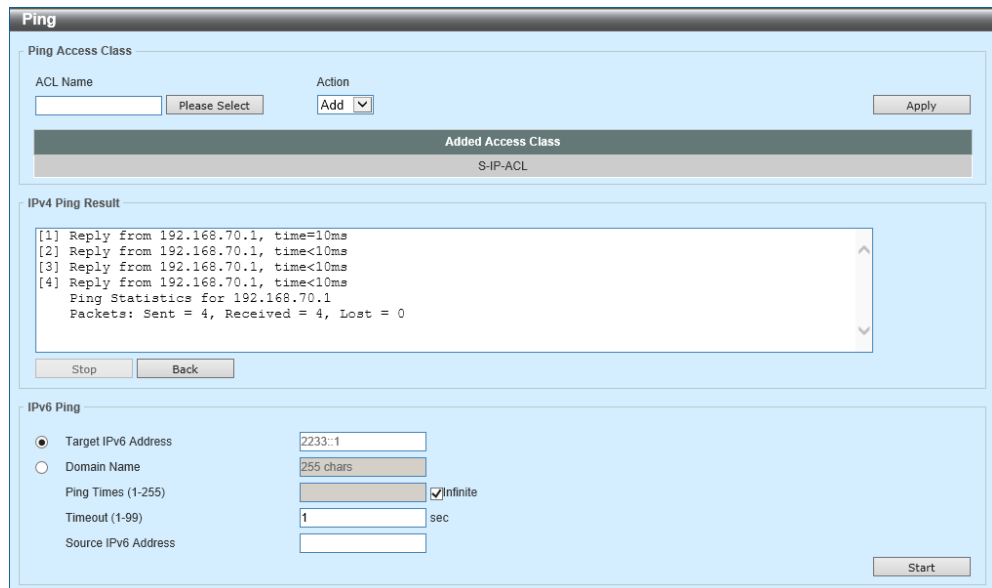 Ping
Ping Access Class
ACL Name
Action
Please Select
Add
Apply
Added Access Class
S-IP-ACL
IPv4 Ping Result
[1] Reply from 192.168.70.1, time=10ms
[2] Reply from 192.168.70.1, time<10ms
[3] Reply from 192.168.70.1, time<10ms
[4] Reply from 192.168.70.1, time<10ms
Ping Statistics for 192.168.70.1
Packets: Sent = 4, Received = 4, Lost = 0
Stop
Back
IPv6 Ping
Target IPv6 Address
2233::1
Domain Name
255 chars
Ping Times (1-255)
Infinite
Timeout (1-99)
1
sec
Source IPv6 Address
Start